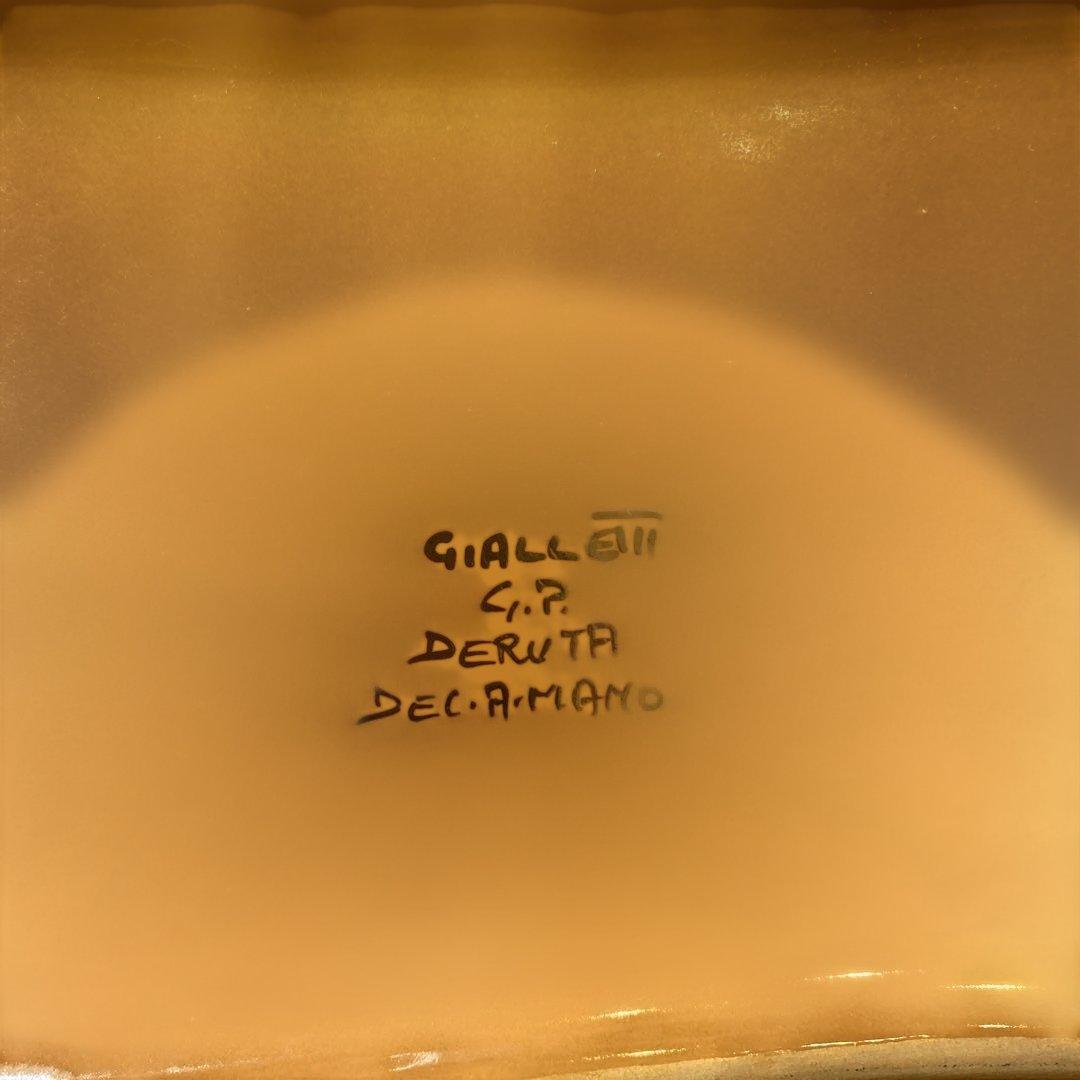 GIALLETTI
G.P.
DERUTA
DEC.A.MANO